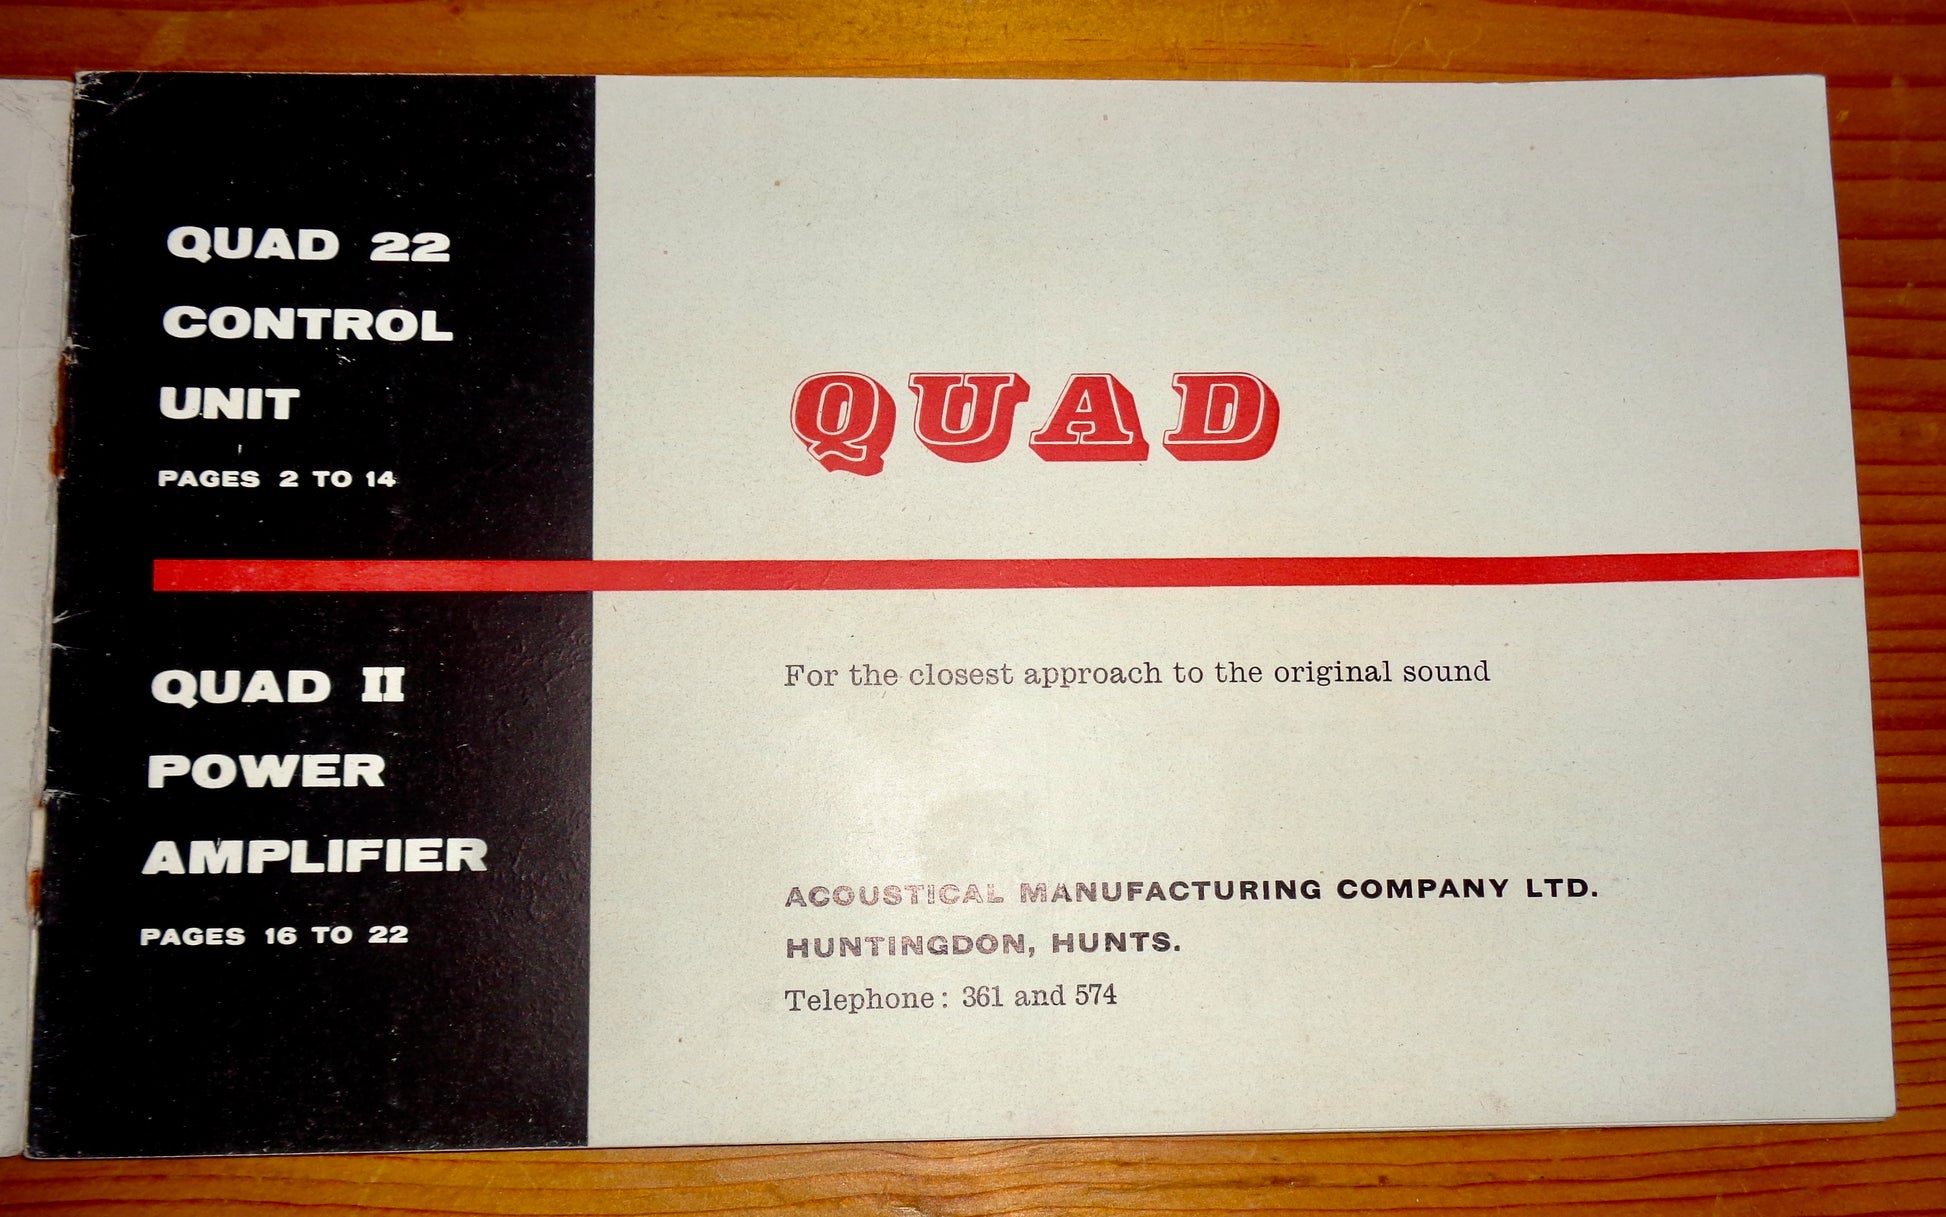 QUAD 22
CONTROL
UNIT
PAGES 2 TO 14
QUAD II
POWER
AMPLIFIER
PAGES 16 TO 22
QUAD
For the closest approach to the original sound
ACOUSTICAL MANUFACTURING COMPANY LTD.
HUNTINGDON, HUNTS.
Telephone: 361 and 574